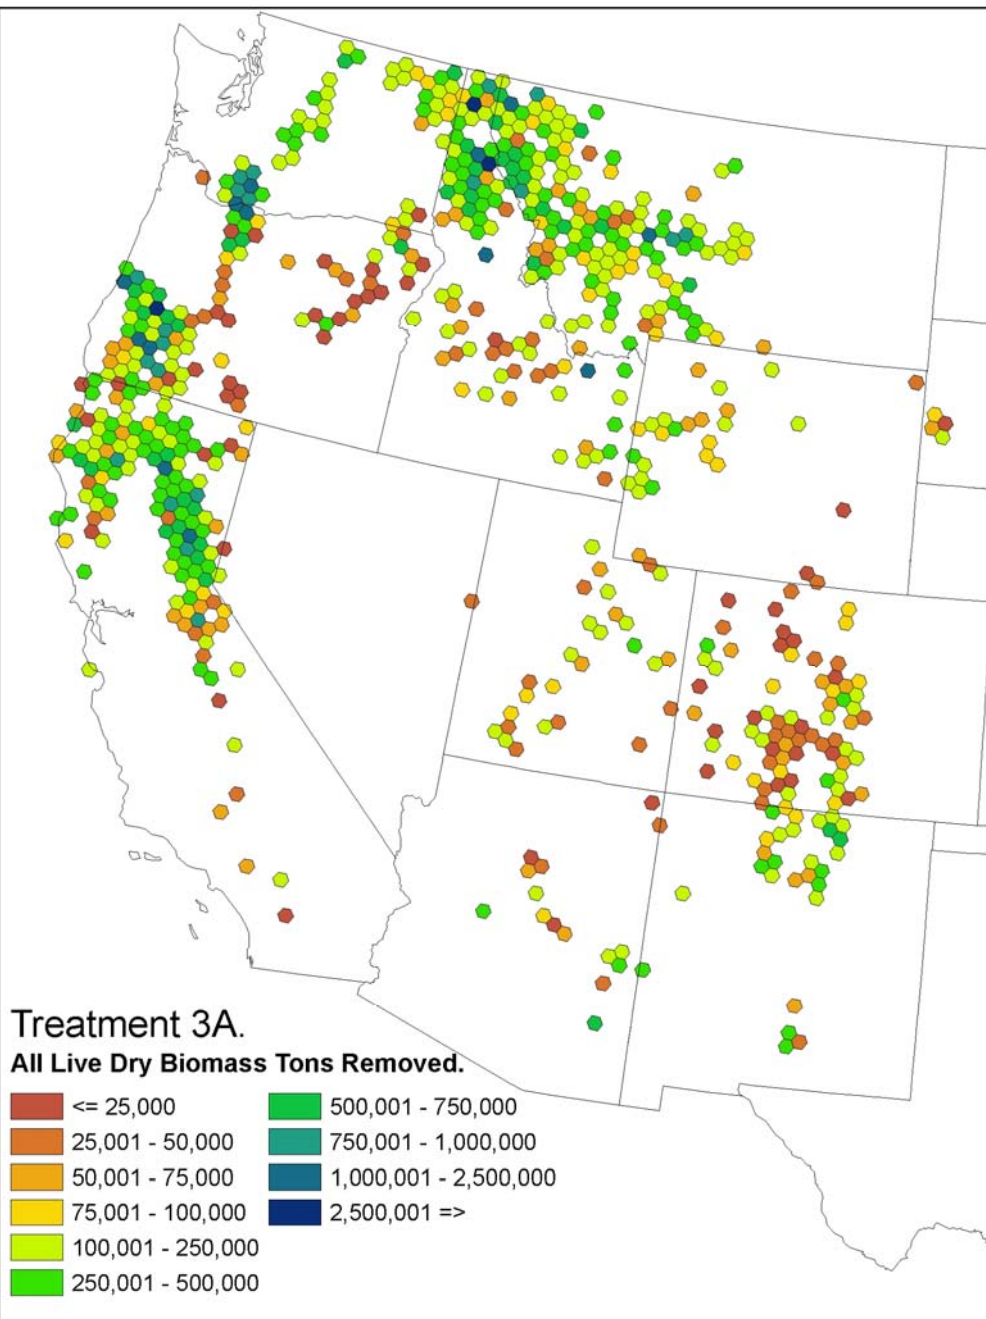 Treatment 3A.
All Live Dry Biomass Tons Removed.
<= 25,000
25,001 - 50,000
50,001 - 75,000
75,001 - 100,000
100,001 - 250,000
250,001 - 500,000
500,001 - 750,000
750,001 - 1,000,000
1,000,001 - 2,500,000
2,500,001 =>